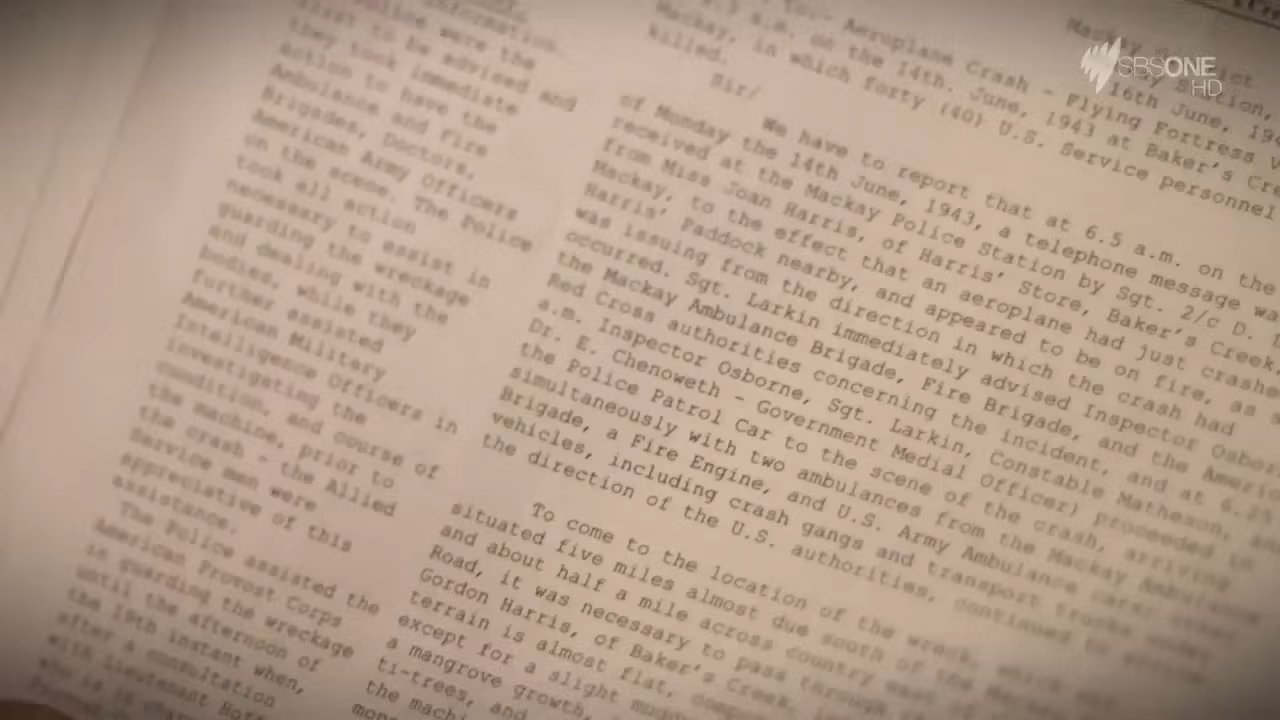 SBSONE
HD
Information.
Police were the
first to be advised and
they took immediate
action to have the
Ambulance and Fire
Brigades, Doctors,
American Army Officers
on the scene. The Police
took all action
necessary to assist in
guarding the wreckage
and dealing with the
bodies, while they
further assisted
American Military
Intelligence Officers in
investigating the
condition, and course of
the machine, prior to
the crash - the Allied
Service men were
appreciative of this
assistance.
The Police assisted the
American Provost Corps
in guarding the wreckage
until the afternoon of
the 19th instant when,
after a consultation
with Lieutenant
Mackay
Station,
16th June,
Aeroplane Crash - Flying Fortress
a.m. on the 14th. June, 1943 at Baker's
Mackay, in which forty (40) U.S. Service personnel
killed.
Sir/
We have to report that at 6.5 a.m. on the
of Monday the 14th June, 1943, a telephone message
received at the Mackay Police Station by Sgt. 2/c D.
from Miss Joan Harris, of Harris' Store, Baker's Creek,
Mackay, to the effect that an aeroplane had just
Harris' Paddock nearby, and appeared to be on fire, as
was issuing from the direction in which the crash had
occurred. Sgt. Larkin immediately advised Inspector
the Mackay Ambulance Brigade, Fire Brigade, and the
Red Cross authorities concerning the incident, and at
a.m. Inspector Osborne, Sgt. Larkin, Constable Matheson,
Dr. E. Chenoweth - Government Medial Officer) proceeded in
the Police Patrol Car to the scene of the crash, arriving
simultaneously with two ambulances from the Mackay Ambulance
Brigade, a Fire Engine, and U.S. Army Ambulance cars, other
vehicles, including crash gangs and transport trucks under
the direction of the U.S. authorities, continued to
To come to the location of the wreck, which
situated five miles almost due south of the
and about half a mile across country east of the
Road, it was necessary to pass through
Gordon Harris, of Baker's Creek,
terrain is almost flat,
except for a slight
a mangrove growth,
ti-trees, and
the